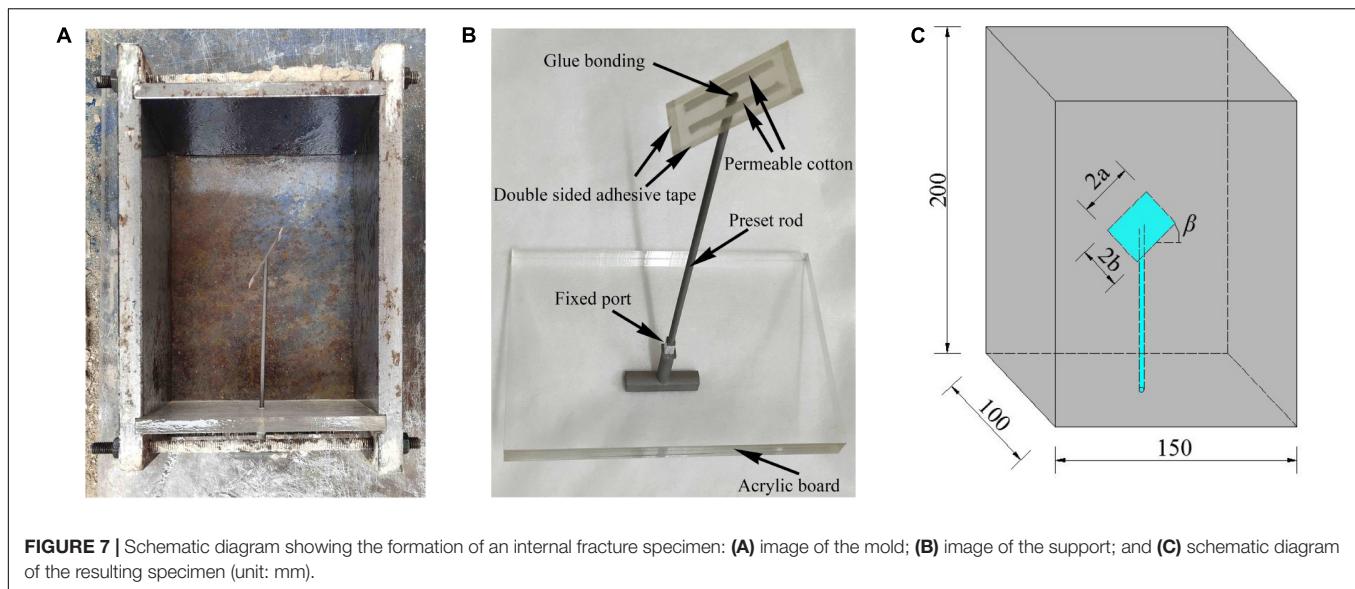 A
B
Glue bonding
Permeable cotton
Double sided adhesive tape
Preset rod
Fixed port
Acrylic board
C
200
2a
β
2b
100
150
FIGURE 7 | Schematic diagram showing the formation of an internal fracture specimen: (A) image of the mold; (B) image of the support; and (C) schematic diagram
of the resulting specimen (unit: mm).